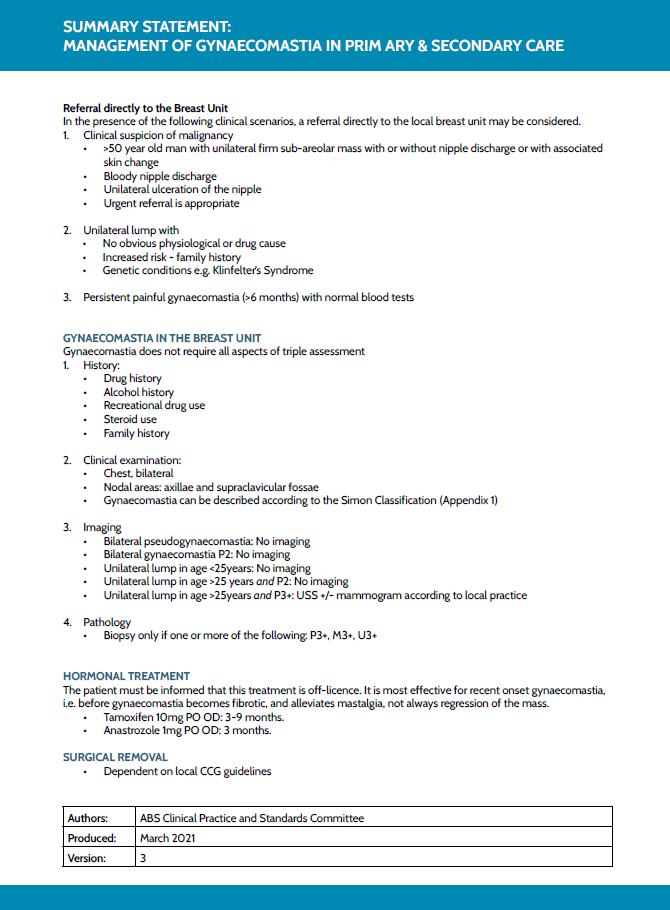 SUMMARY STATEMENT:
MANAGEMENT OF GYNAECOMASTIA IN PRIM ARY & SECONDARY CARE
Referral directly to the Breast Unit
In the presence of the following clinical scenarios, a referral directly to the local breast unit may be considered.
1. Clinical suspicion of malignancy
• >50 year old man with unilateral firm sub-areolar mass with or without nipple discharge or with associated
skin change
• Bloody nipple discharge
• Unilateral ulceration of the nipple
• Urgent referral is appropriate
2. Unilateral lump with
• No obvious physiological or drug cause
• Increased risk - family history
• Genetic conditions e.g. Klinfelter's Syndrome
3. Persistent painful gynaecomastia (>6 months) with normal blood tests
GYNAECOMASTIA IN THE BREAST UNIT
Gynaecomastia does not require all aspects of triple assessment
1. History:
• Drug history
• Alcohol history
• Recreational drug use
• Steroid use
• Family history
2. Clinical examination:
• Chest, bilateral
• Nodal areas: axillae and supraclavicular fossae
• Gynaecomastia can be described according to the Simon Classification (Appendix 1)
3. Imaging
• Bilateral pseudogynaecomastia: No imaging
• Bilateral gynaecomastia P2: No imaging
• Unilateral lump in age <25years: No imaging
• Unilateral lump in age >25 years and P2: No imaging
• Unilateral lump in age >25years and P3+: USS +/- mammogram according to local practice
4. Pathology
• Biopsy only if one or more of the following: P3+, M3+, U3+
HORMONAL TREATMENT
The patient must be informed that this treatment is off-licence. It is most effective for recent onset gynaecomastia,
i.e. before gynaecomastia becomes fibrotic, and alleviates mastalgia, not always regression of the mass.
• Tamoxifen 10mg PO OD: 3-9 months.
• Anastrozole 1mg PO OD: 3 months.
SURGICAL REMOVAL
• Dependent on local CCG guidelines
Authors: ABS Clinical Practice and Standards Committee
Produced: March 2021
Version: 3